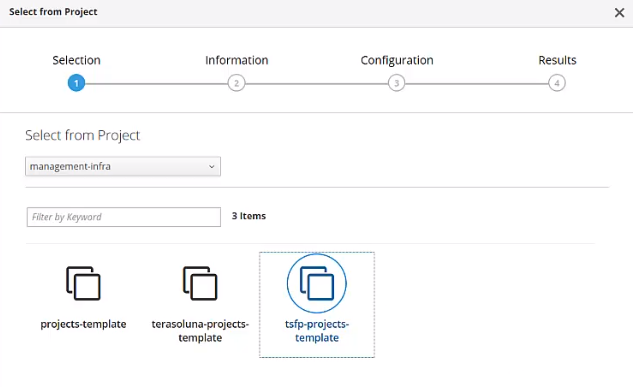 Select from Project
Selection Information Configuration Results
1 2 3 4
Select from Project
management-infra
Filter by Keyword 3 Items
projects-template terasoluna-projects- tsfp-projects-
template template